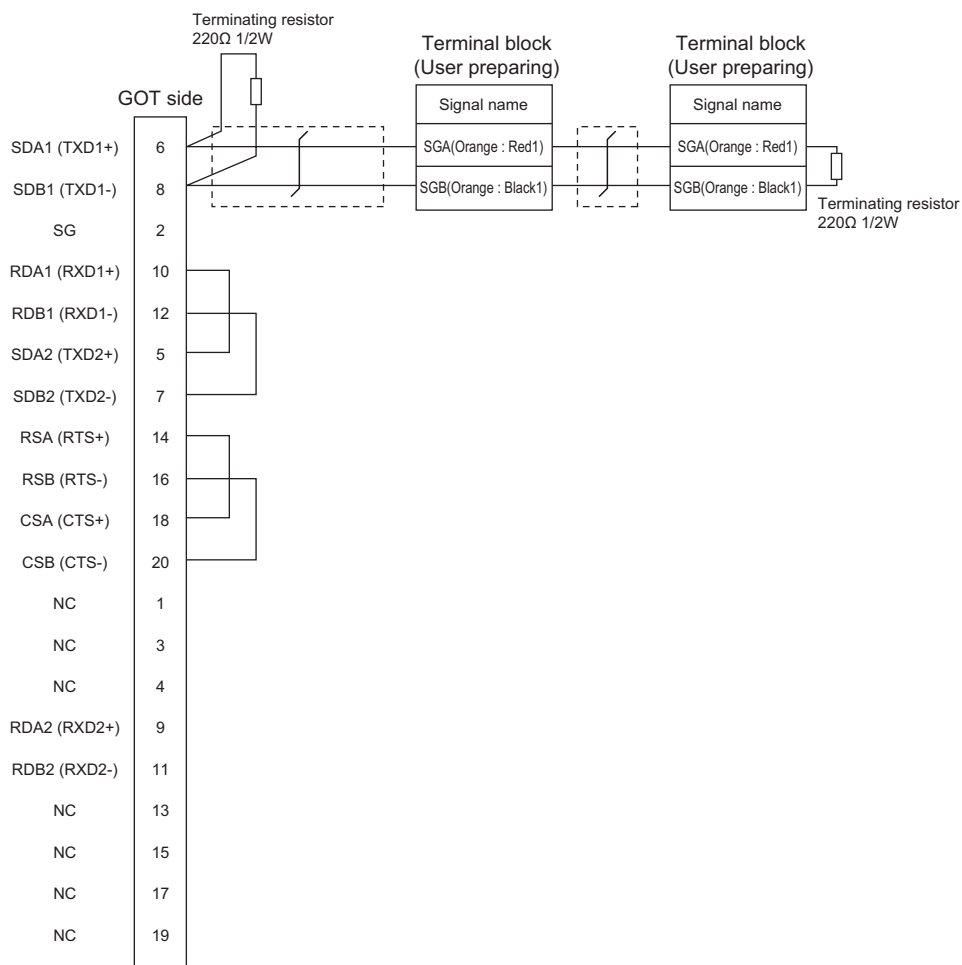 Terminating resistor
220Ω 1/2W
Terminal block
(User preparing)
Terminal block
(User preparing)
GOT side
Signal name
Signal name
SDA1 (TXD1+) 6 SGA(Orange : Red1) SGA(Orange : Red1)
SDB1 (TXD1-) 8 SGB(Orange : Black1) SGB(Orange : Black1)
Terminating resistor
220Ω 1/2W
SG 2
RDA1 (RXD1+) 10
RDB1 (RXD1-) 12
SDA2 (TXD2+) 5
SDB2 (TXD2-) 7
RSA (RTS+) 14
RSB (RTS-) 16
CSA (CTS+) 18
CSB (CTS-) 20
NC 1
NC 3
NC 4
RDA2 (RXD2+) 9
RDB2 (RXD2-) 11
NC 13
NC 15
NC 17
NC 19